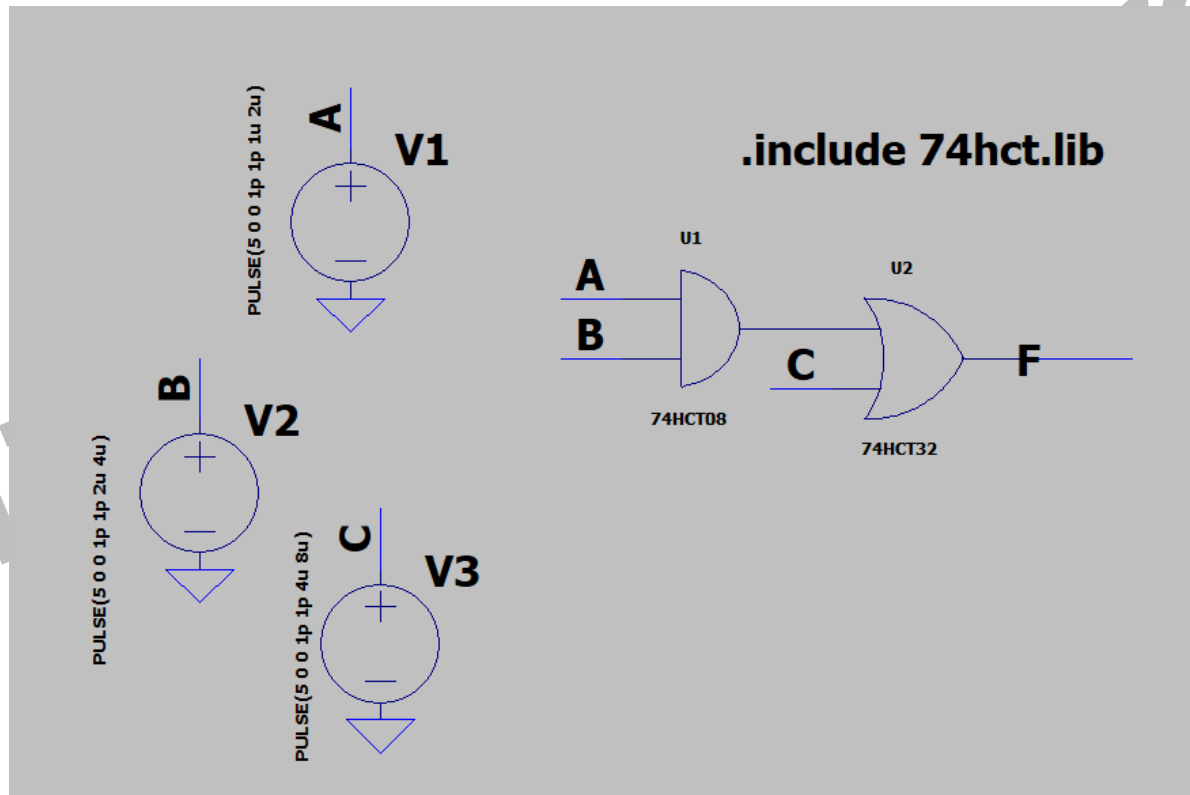 PULSE(5 0 0 1p 1p 1u 2u)
A
V1
.include 74hct.lib
U1
U2
A
B
C
F
74HCT08
74HCT32
B
V2
PULSE(5 0 0 1p 1p 2u 4u)
C
V3
PULSE(5 0 0 1p 1p 4u 8u)